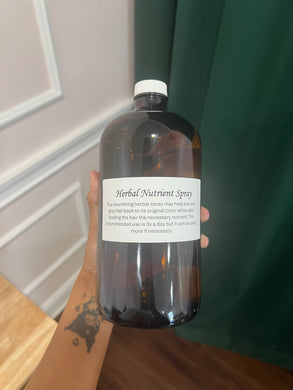 Herbal Nutrient Spray
This nourishing herbal spray may help turn any
grey hair back to its original color while also
feeding the hair the necessary nutrient. The
recommended use is 3x a day but it can be used
more if necessary.